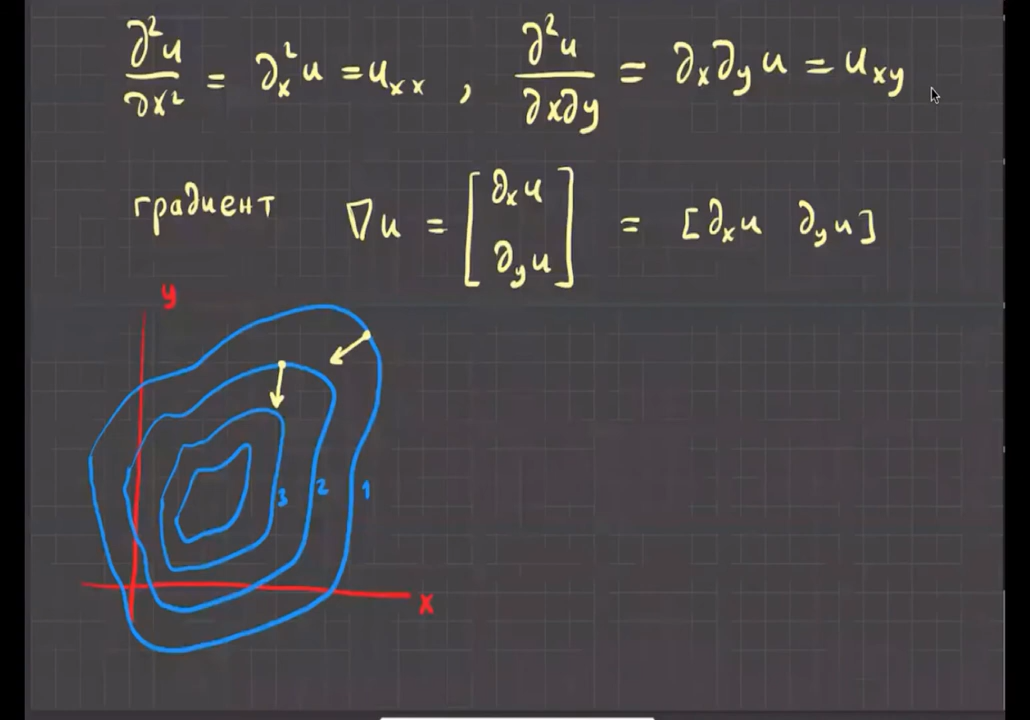 ∂²u/∂x² = ∂ₓ²u = uₓₓ , ∂²u/∂x∂y = ∂ₓ∂ᵧu = uₓᵧ
градиент ∇u = [∂ₓu ∂ᵧu] = [∂ₓu ∂ᵧu]
y
3 2 1
x